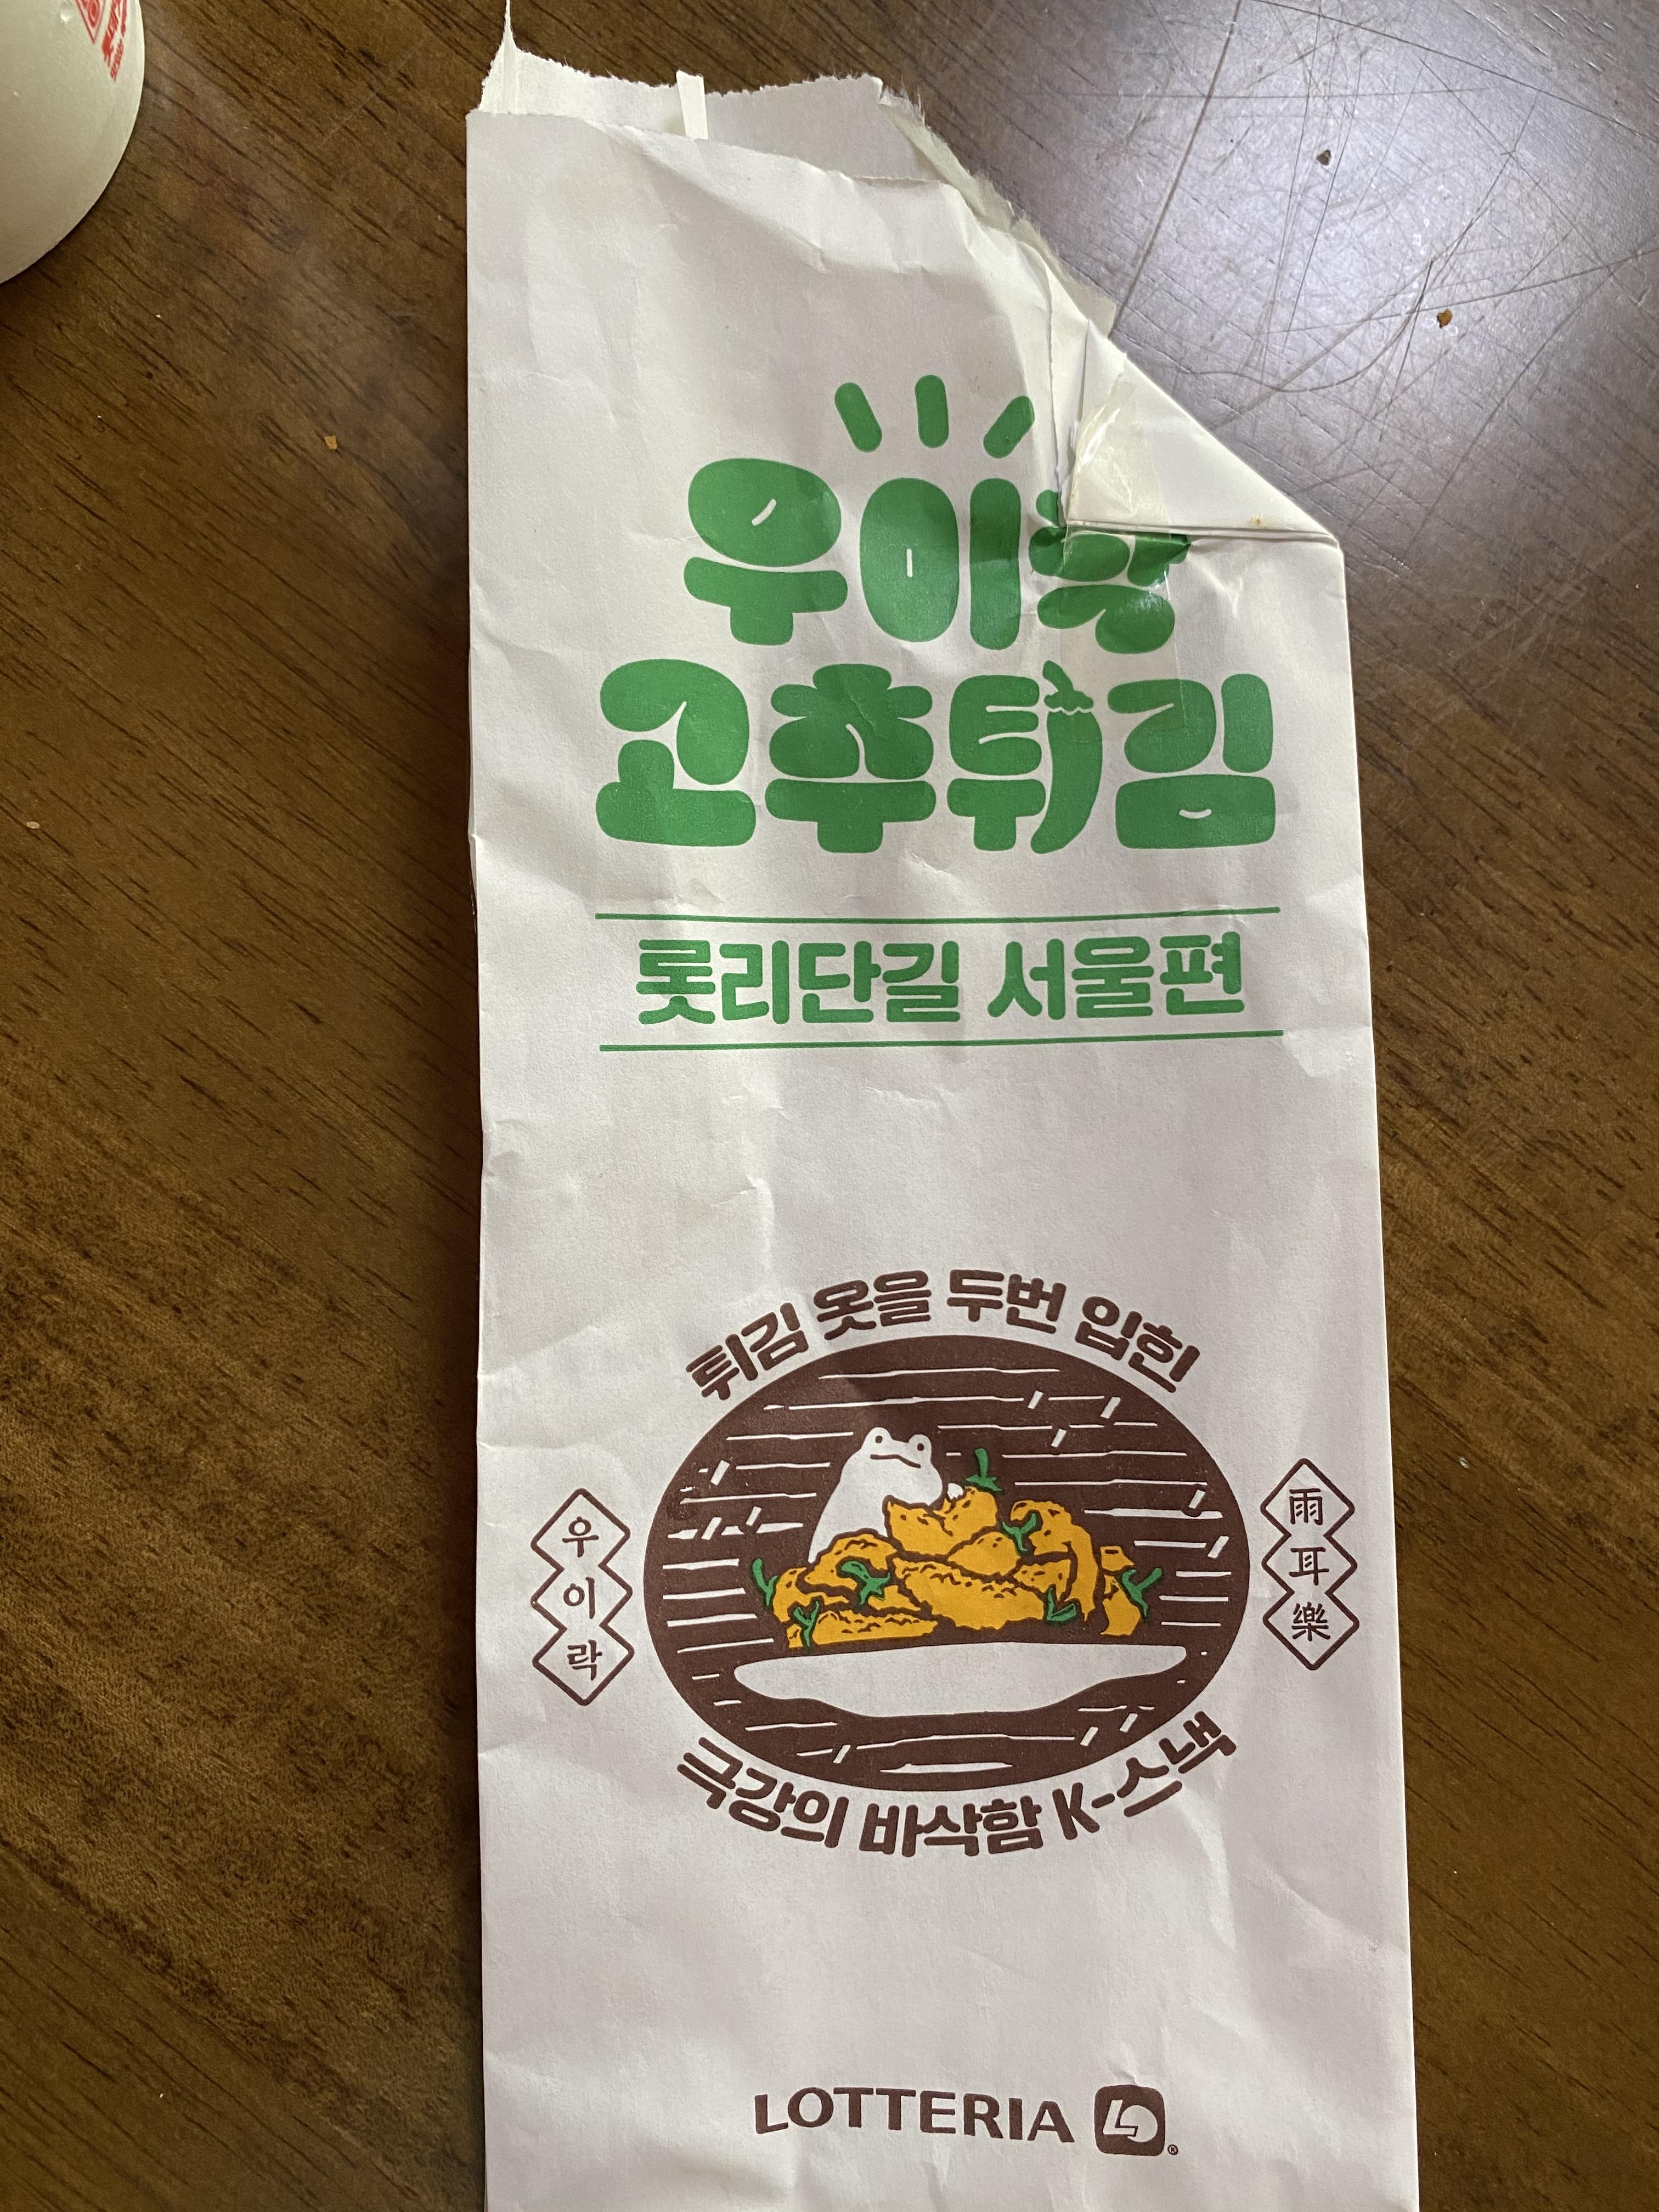 우이락
고추튀김
롯리단길 서울편
튀김 옷을 두번 입힌
우이락
雨耳樂
극강의 바삭함 K-스낵
LOTTERIA